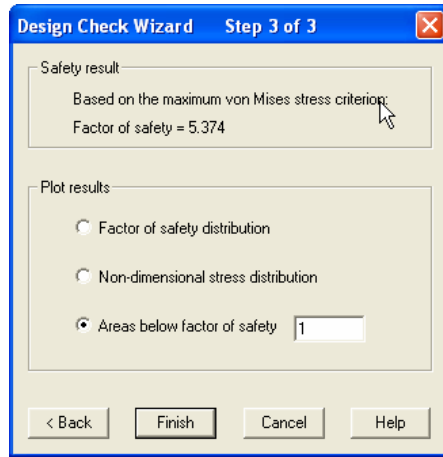 Design Check Wizard Step 3 of 3
Safety result
Based on the maximum von Mises stress criterion:
Factor of safety = 5.374
Plot results
Factor of safety distribution
Non-dimensional stress distribution
Areas below factor of safety 1
< Back Finish Cancel Help